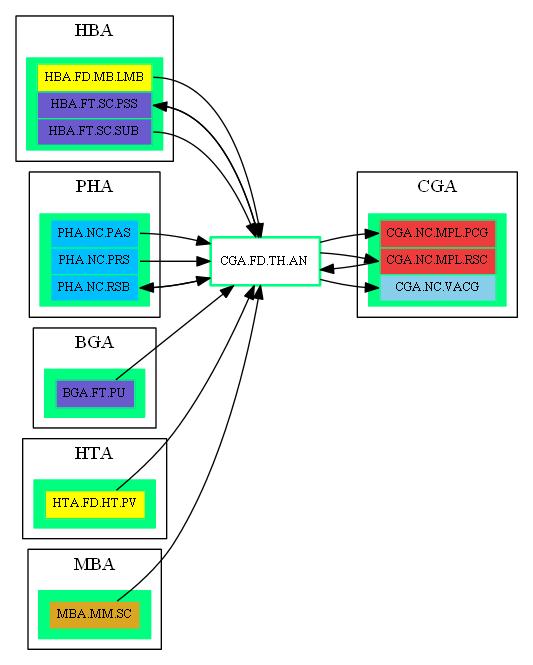 HBA
HBA.FD.MB.LMB
HBA.FT.SC.PSS
HBA.FT.SC.SUB
PHA
PHA.NC.PAS
PHA.NC.PRS
PHA.NC.RSB
BGA
BGA.FT.PU
HTA
HTA.FD.HT.PV
MBA
MBA.MM.SC
CGA.FD.TH.AN
CGA
CGA.NC.MPL.PCG
CGA.NC.MPL.RSC
CGA.NC.VACG